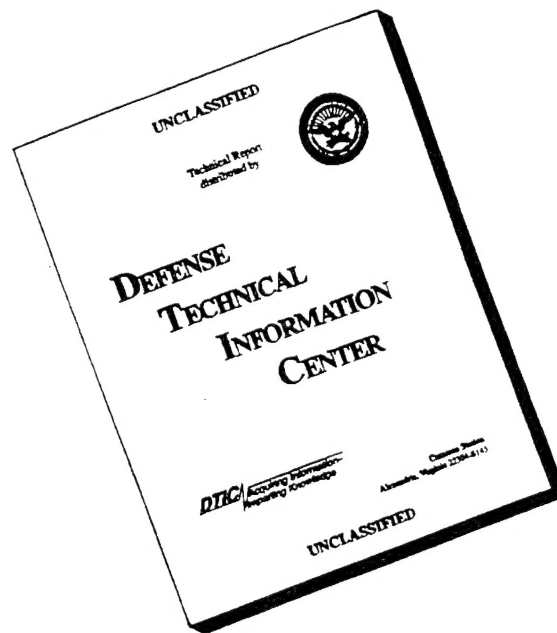 UNCLASSIFIED
Technical Report
distributed by
DEFENSE
TECHNICAL
INFORMATION
CENTER
DTIC Acquiring Information-
Imparting Knowledge
Cameron Station
Alexandria, Virginia 22304-6145
UNCLASSIFIED